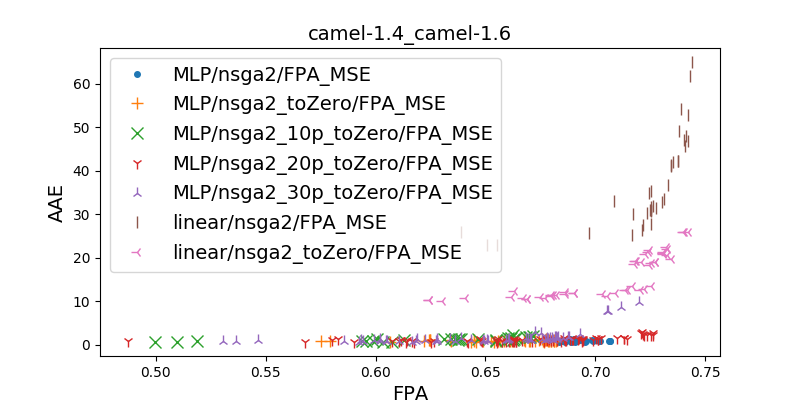 camel-1.4_camel-1.6
MLP/nsga2/FPA_MSE
MLP/nsga2_toZero/FPA_MSE
MLP/nsga2_10p_toZero/FPA_MSE
MLP/nsga2_20p_toZero/FPA_MSE
MLP/nsga2_30p_toZero/FPA_MSE
linear/nsga2/FPA_MSE
linear/nsga2_toZero/FPA_MSE
AAE
60
50
40
30
20
10
0
0.50
0.55
0.60
0.65
0.70
0.75
FPA